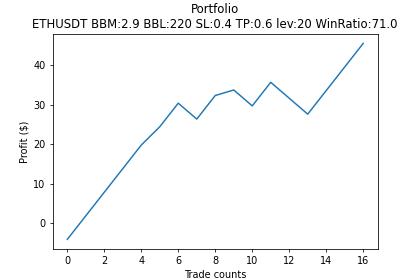 Portfolio
ETHUSDT BBM:2.9 BBL:220 SL:0.4 TP:0.6 lev:20 WinRatio:71.0
40
30
20
10
0
Profit ($)
0 2 4 6 8 10 12 14 16
Trade counts